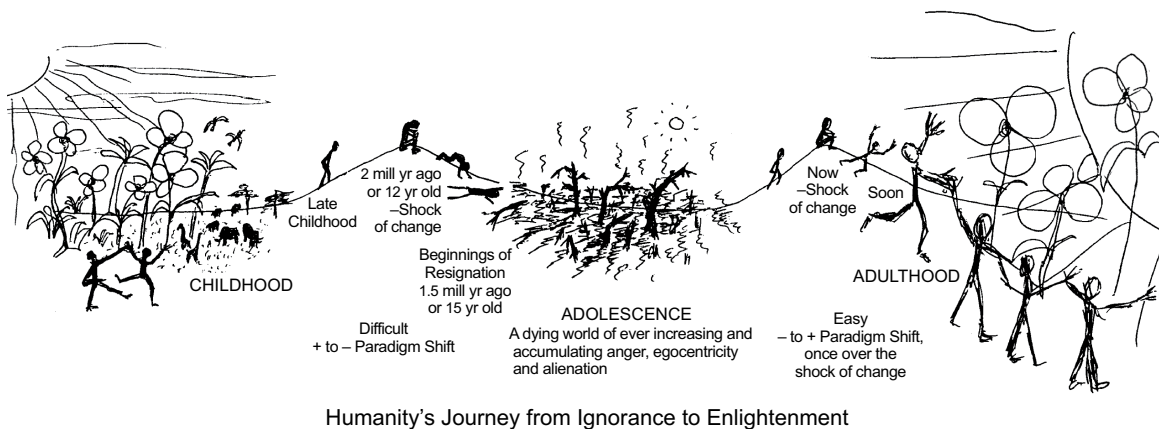 CHILDHOOD
Late
Childhood
2 mill yr ago
or 12 yr old
–Shock
of change
Beginnings of
Resignation
1.5 mill yr ago
or 15 yr old
Difficult
+ to – Paradigm Shift
ADOLESCENCE
A dying world of ever increasing and
accumulating anger, egocentricity
and alienation
Now
–Shock
of change
Soon
ADULTHOOD
Easy
– to + Paradigm Shift,
once over the
shock of change
Humanity’s Journey from Ignorance to Enlightenment